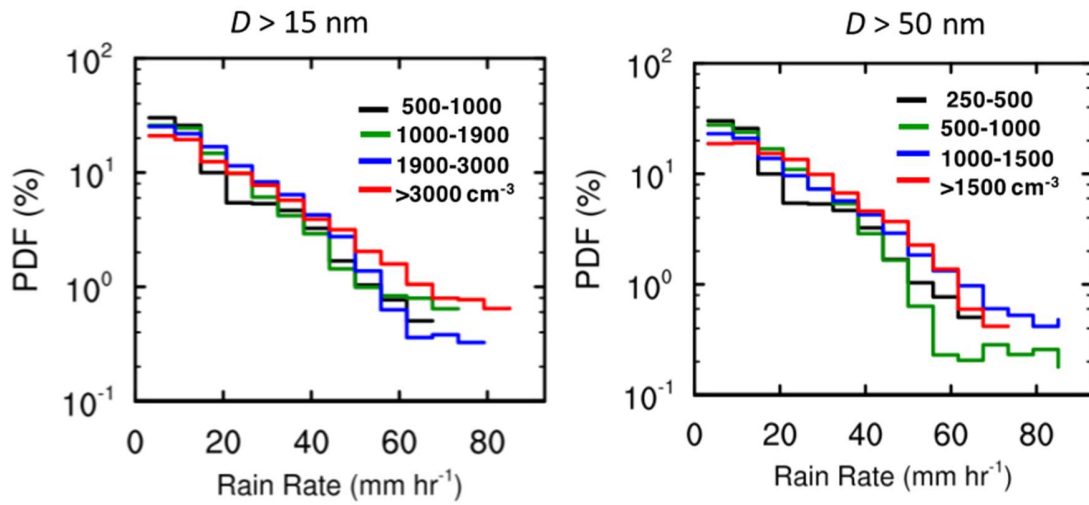 D > 15 nm
10² 
10¹
10⁰
10⁻¹
PDF (%)
500-1000
1000-1900
1900-3000
>3000 cm⁻³
0 20 40 60 80
Rain Rate (mm hr⁻¹)
D > 50 nm
10²
10¹
10⁰
10⁻¹
PDF (%)
250-500
500-1000
1000-1500
>1500 cm⁻³
0 20 40 60 80
Rain Rate (mm hr⁻¹)